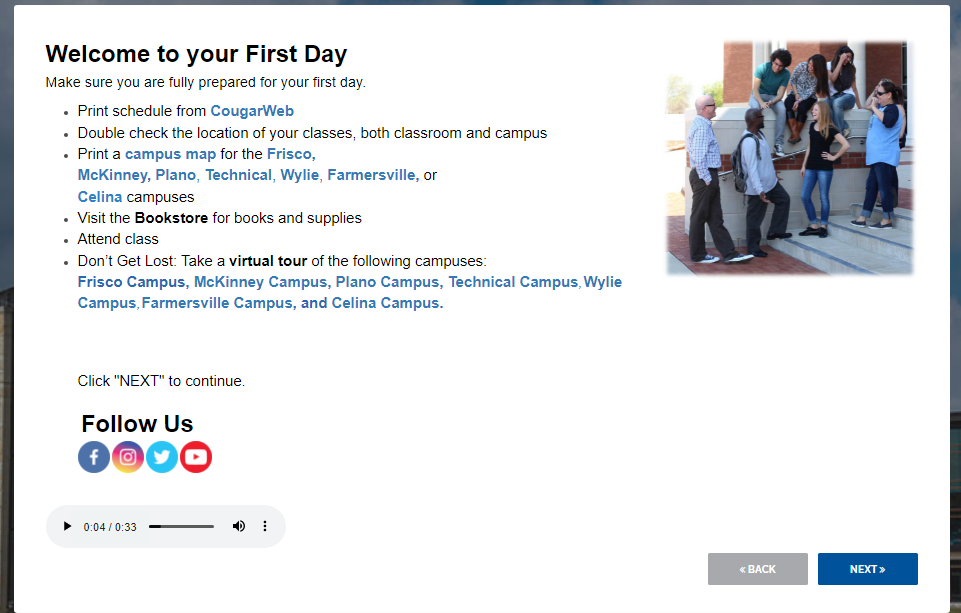 Welcome to your First Day
Make sure you are fully prepared for your first day.
Print schedule from CougarWeb
Double check the location of your classes, both classroom and campus
Print a campus map for the Frisco,
McKinney, Plano, Technical, Wylie, Farmersville, or
Celina campuses
Visit the Bookstore for books and supplies
Attend class
Don’t Get Lost: Take a virtual tour of the following campuses:
Frisco Campus, McKinney Campus, Plano Campus, Technical Campus, Wylie
Campus, Farmersville Campus, and Celina Campus.
Click "NEXT" to continue.
Follow Us
0:04 / 0:33
« BACK
NEXT »